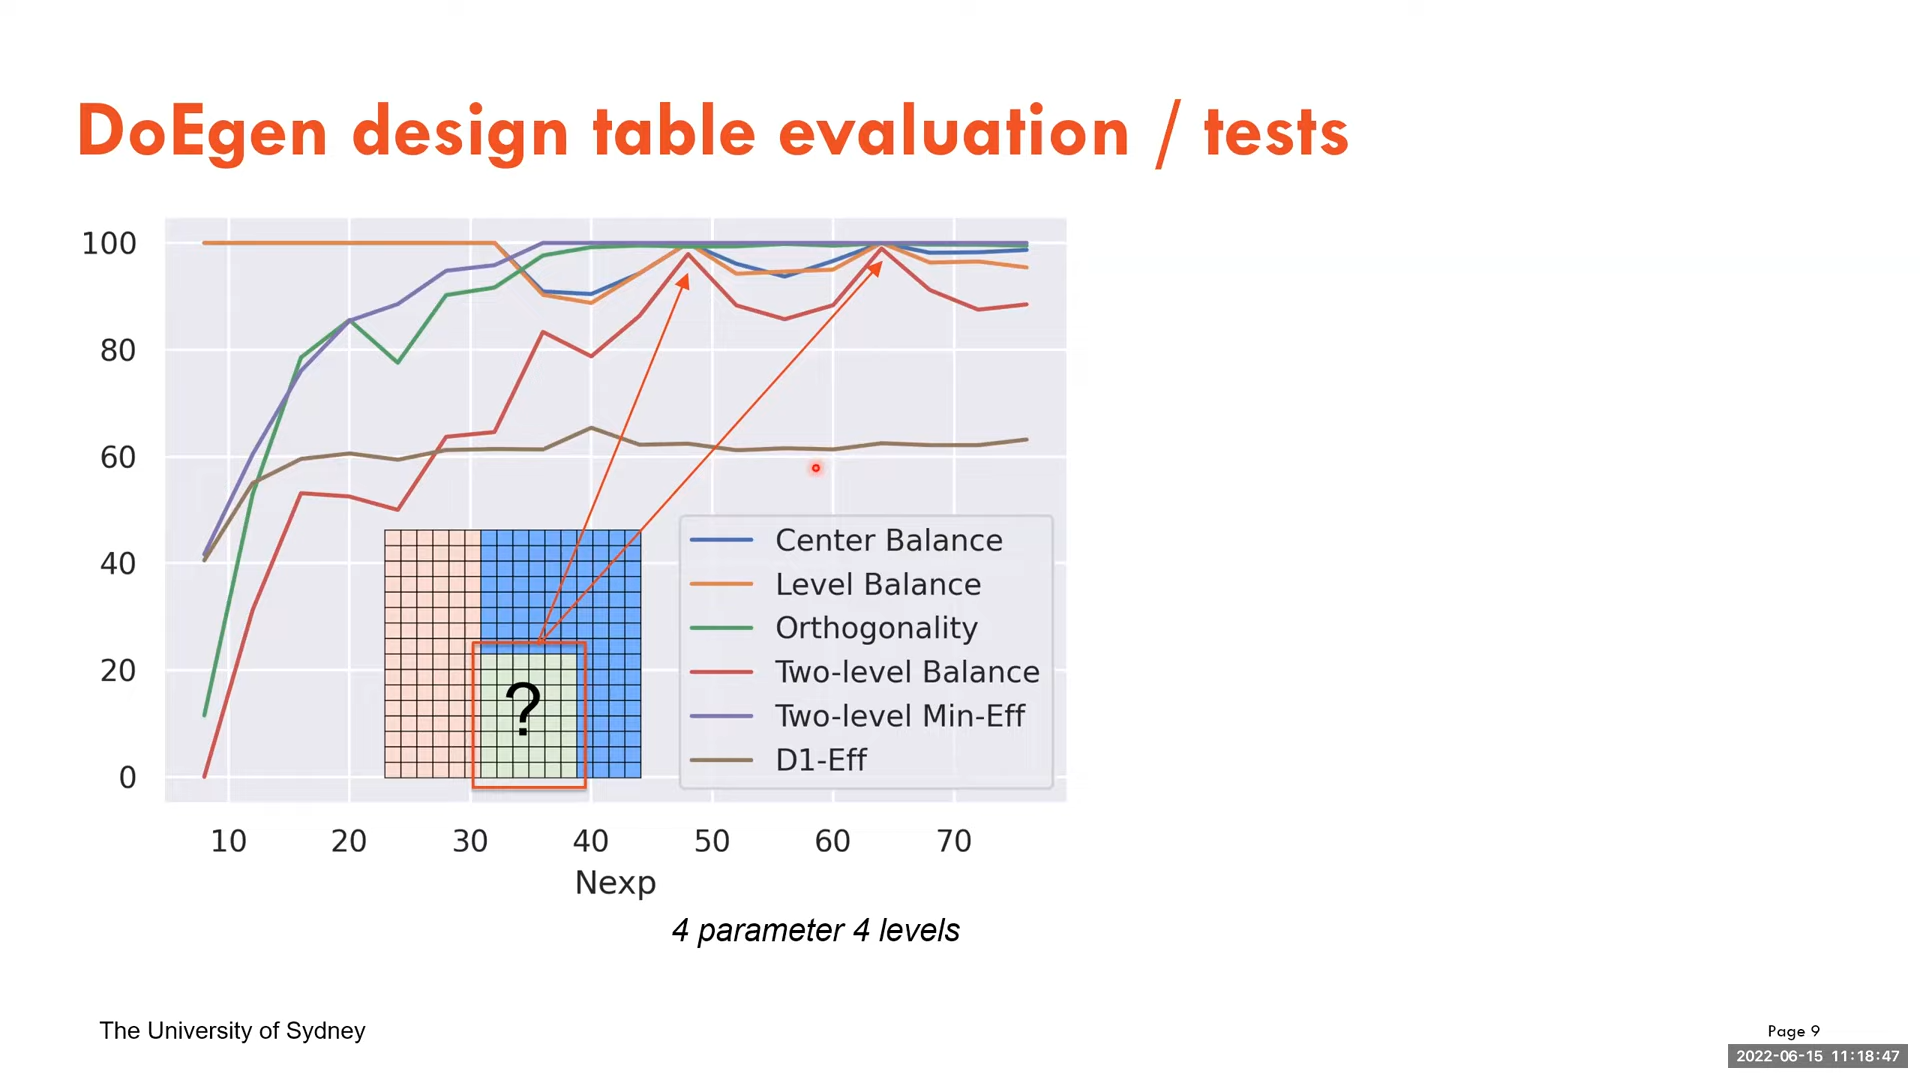 DoEgen design table evaluation / tests
100
80
60
40
20
0
?
Center Balance
Level Balance
Orthogonality
Two-level Balance
Two-level Min-Eff
D1-Eff
10 20 30 40 50 60 70
Nexp
4 parameter 4 levels
The University of Sydney
Page 9
2022-06-15 11:18:47